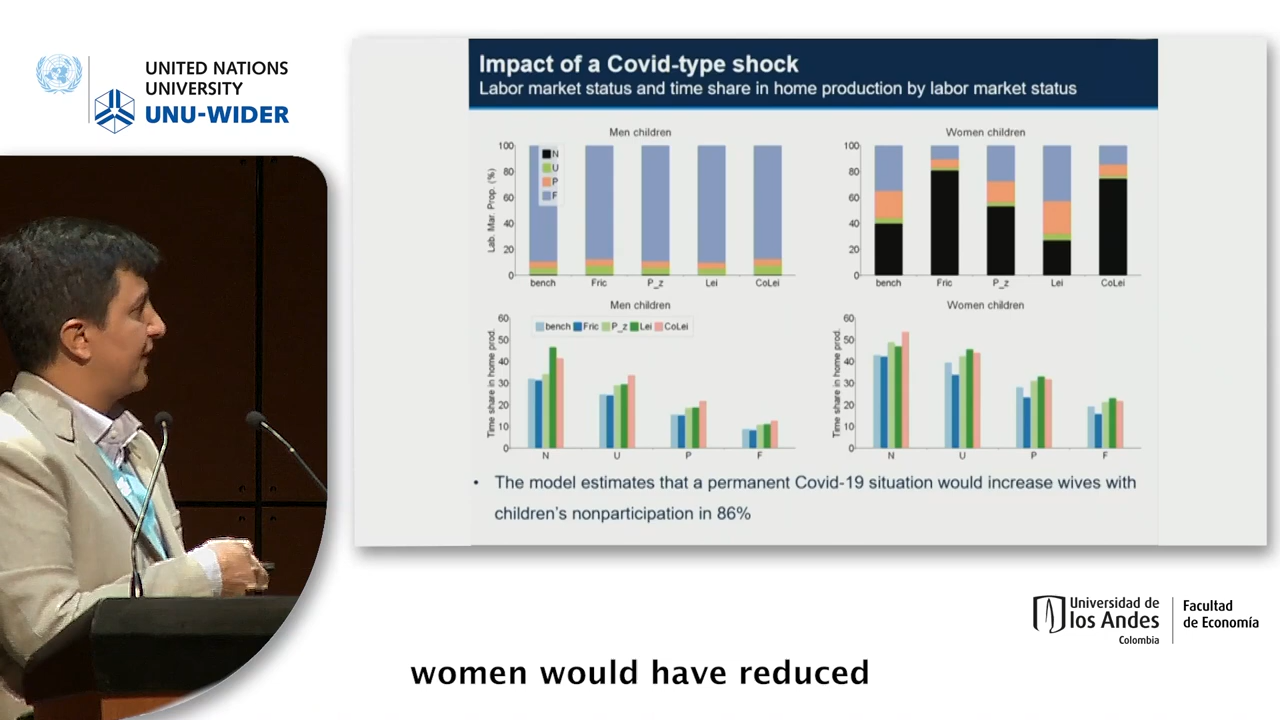 UNITED NATIONS
UNIVERSITY
UNU-WIDER
Impact of a Covid-type shock
Labor market status and time share in home production by labor market status
Men children
Lab. Mar. Prop. (%)
100
80
60
40
20
0
N
U
P
F
bench
Fric
P_z
Lei
CoLei
Women children
100
80
60
40
20
0
bench
Fric
P_z
Lei
CoLei
Men children
Time share in home prod.
60
50
40
30
20
10
0
bench Fric P_z Lei CoLei
N
U
P
F
Women children
Time share in home prod.
60
50
40
30
20
10
0
N
U
P
F
• The model estimates that a permanent Covid-19 situation would increase wives with
children's nonparticipation in 86%
Universidad de
los Andes
Colombia
Facultad
de Economía
women would have reduced